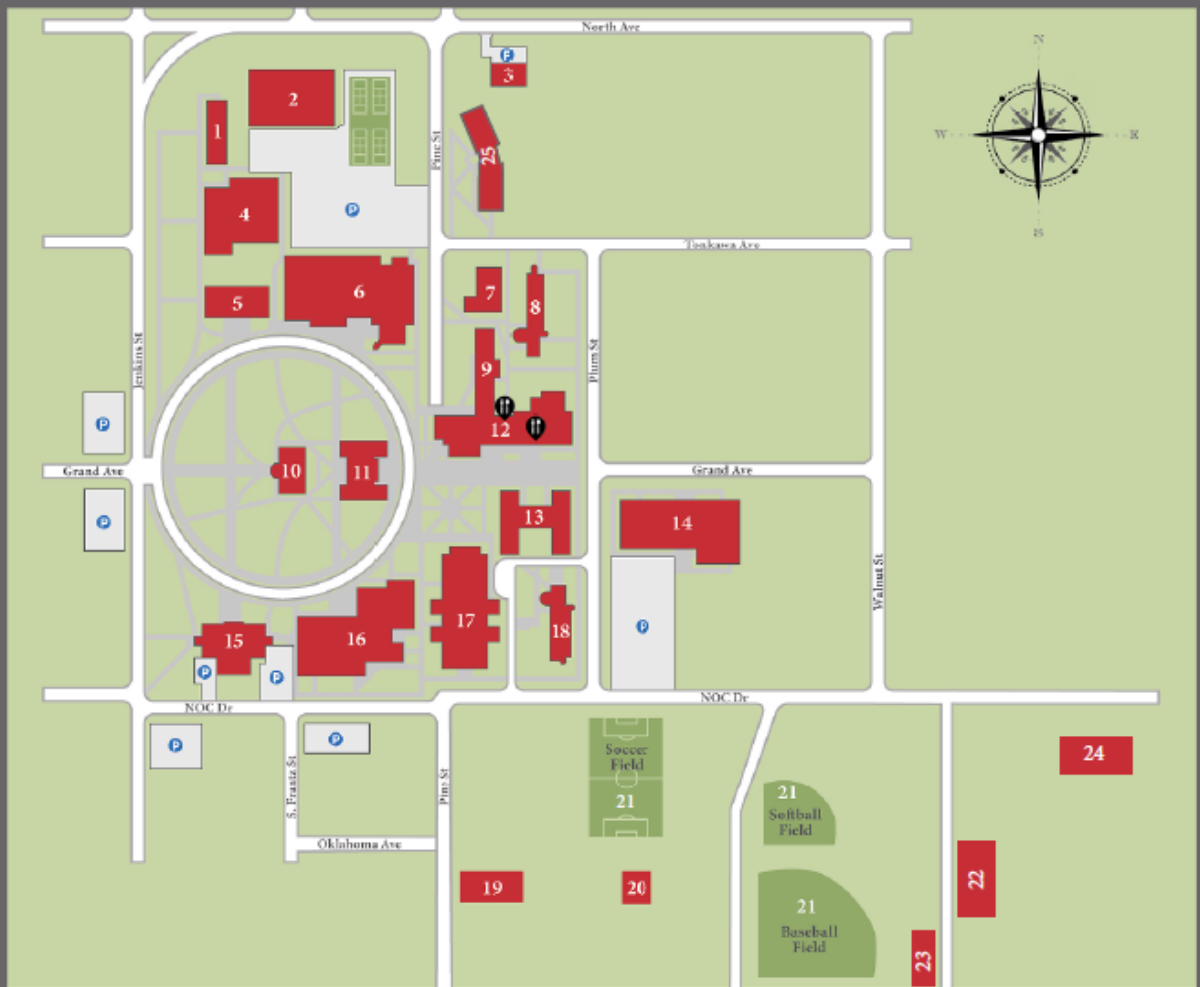 North Ave
N
P
3
2
1
Pine St
W
E
25
4
P
S
Tonkawa Ave
7
6
8
5
Jenkins St
Plum St
9
P
12
Grand Ave
10
11
Grand Ave
P
13
14
Walnut St
17
P
18
15
16
P
P
NOC Dr
NOC Dr
P
P
Soccer
Field
24
S. Frantz St
Pine St
21
21
Softball
Field
Oklahoma Ave
22
19
20
21
Baseball
Field
23